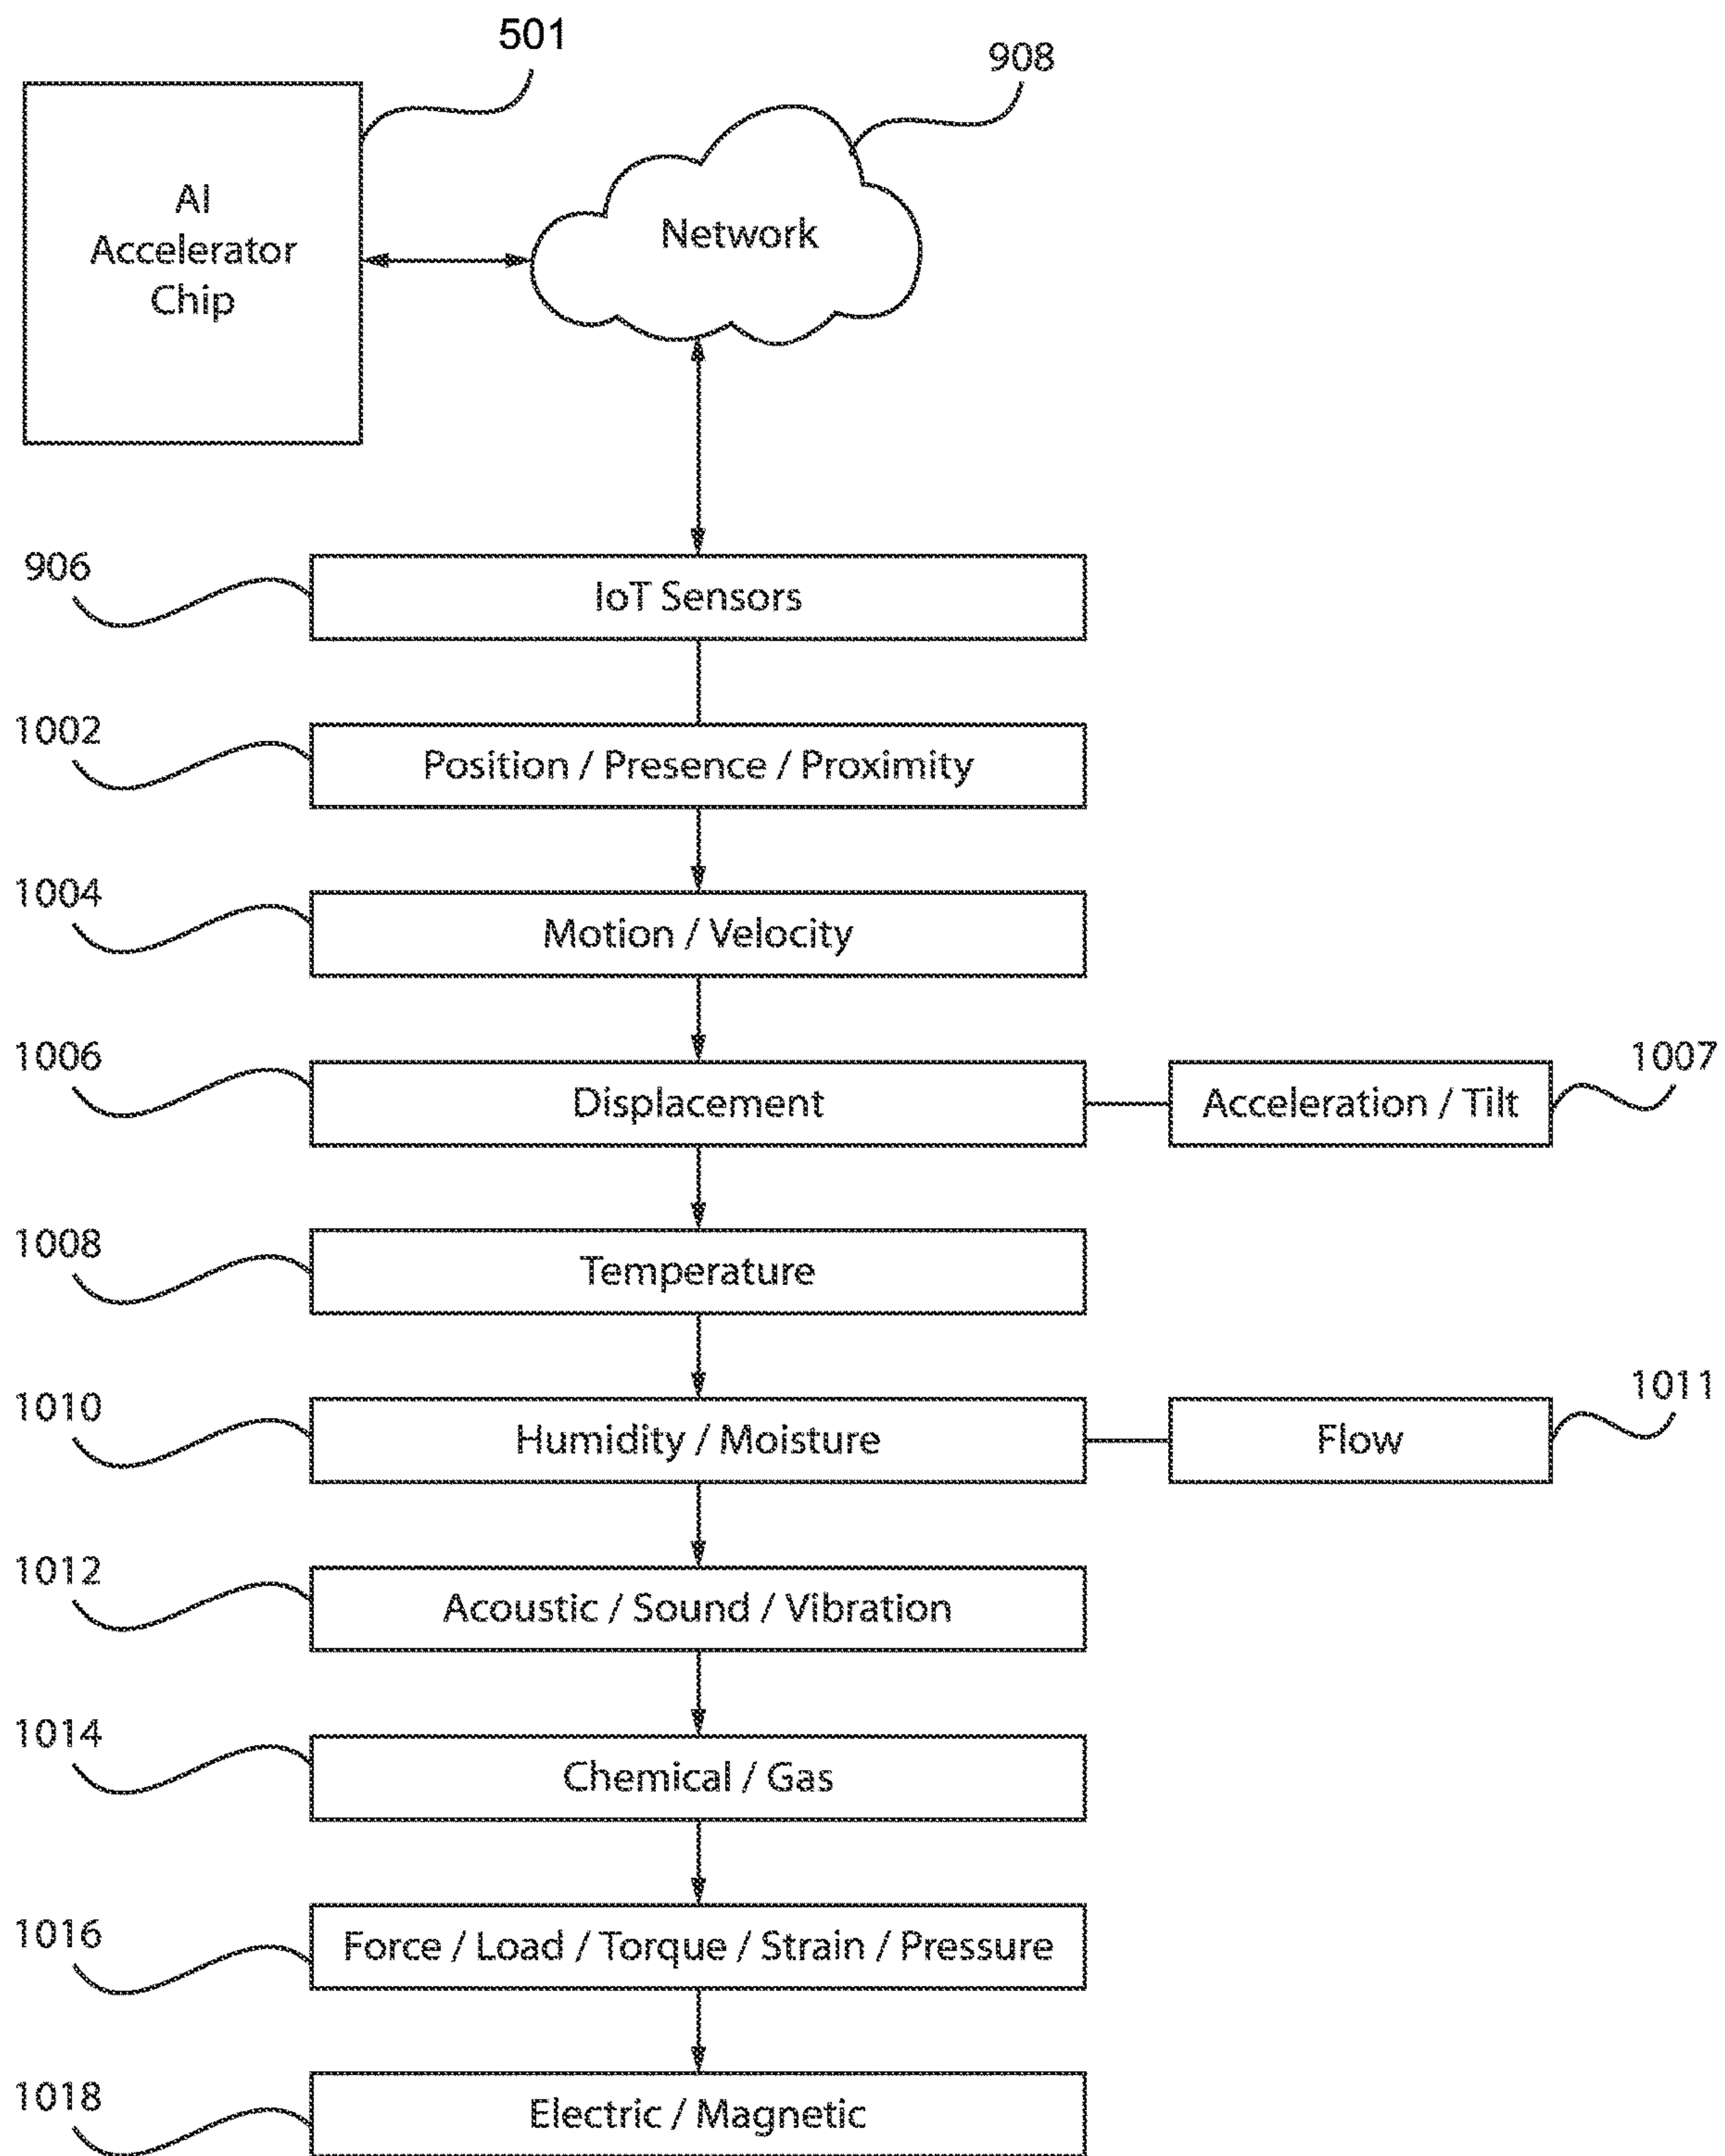 501
908
AI
Accelerator
Chip
Network
906
IoT Sensors
1002
Position / Presence / Proximity
1004
Motion / Velocity
1006
Displacement
Acceleration / Tilt
1007
1008
Temperature
1010
Humidity / Moisture
Flow
1011
1012
Acoustic / Sound / Vibration
1014
Chemical / Gas
1016
Force / Load / Torque / Strain / Pressure
1018
Electric / Magnetic